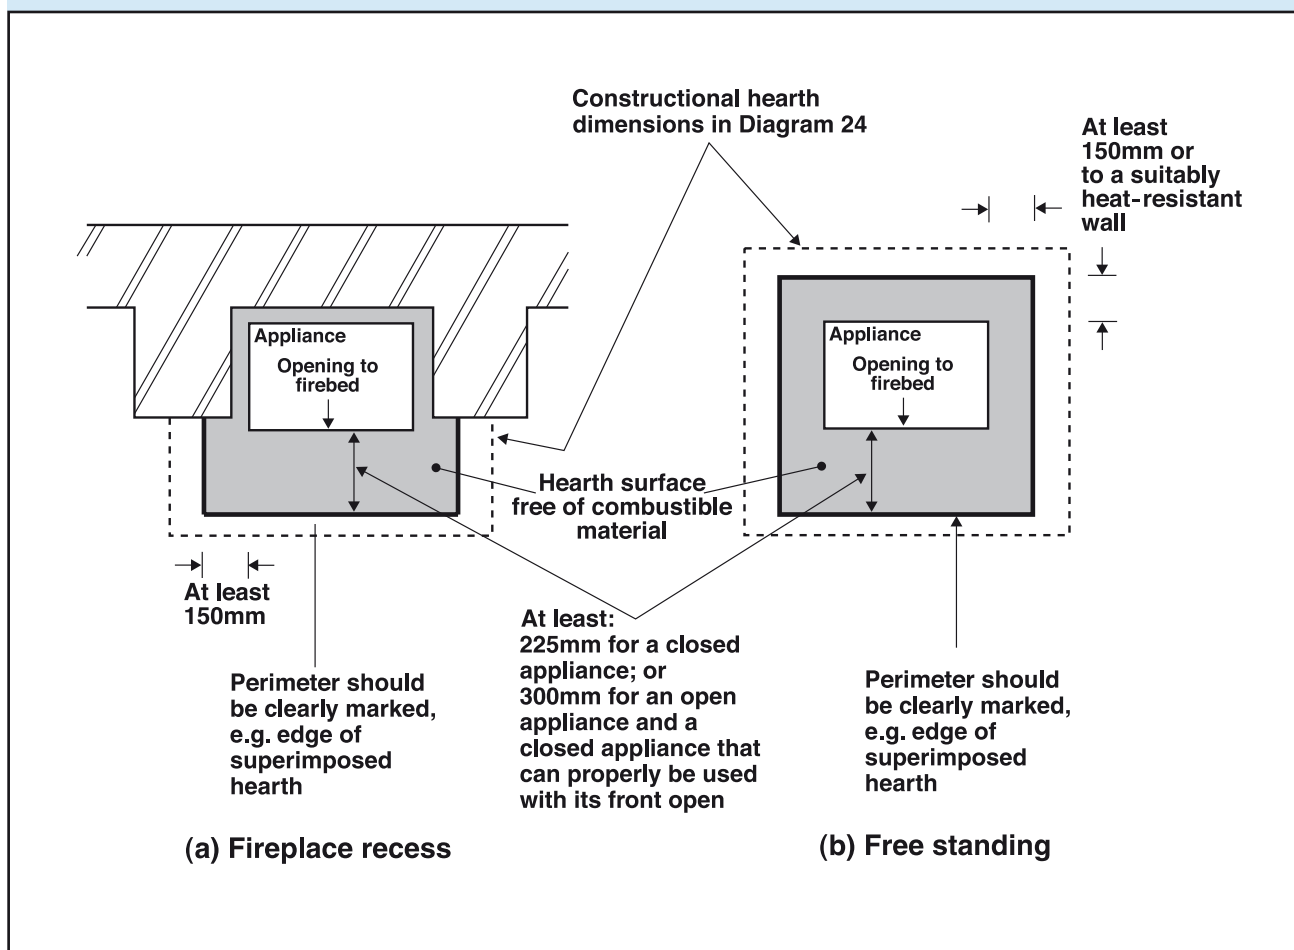 Constructional hearth
dimensions in Diagram 24
At least
150mm or
to a suitably
heat-resistant
wall
Appliance
Opening to
firebed
Appliance
Opening to
firebed
Hearth surface
free of combustible
material
At least
150mm
At least:
225mm for a closed
appliance; or
300mm for an open
appliance and a
closed appliance that
can properly be used
with its front open
Perimeter should
be clearly marked,
e.g. edge of
superimposed
hearth
Perimeter should
be clearly marked,
e.g. edge of
superimposed
hearth
(a) Fireplace recess
(b) Free standing